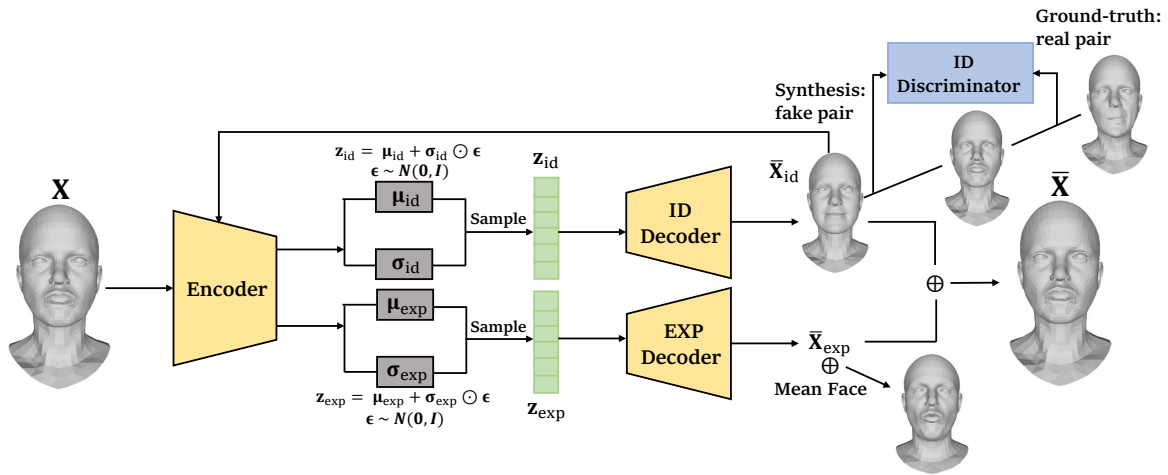 Ground-truth:
real pair
ID
Discriminator
Synthesis:
fake pair
z_id = μ_id + σ_id ⊙ ϵ
ϵ ~ N(0, I)
X
μ_id
σ_id
Sample
z_id
ID
Decoder
X̄_id
X̄
Encoder
μ_exp
σ_exp
Sample
z_exp = μ_exp + σ_exp ⊙ ϵ
ϵ ~ N(0, I)
z_exp
EXP
Decoder
X̄_exp
⊕
Mean Face
⊕